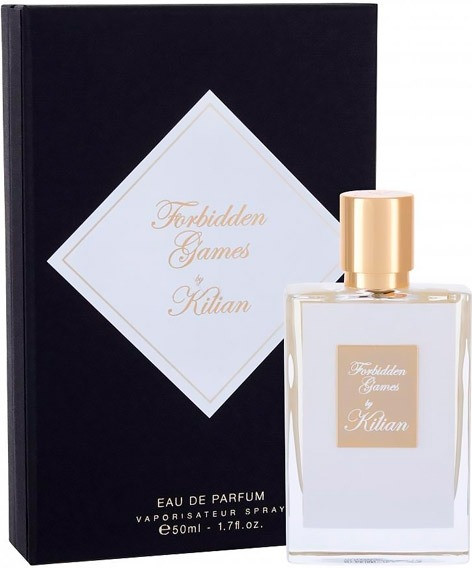 Forbidden
Games
by
Kilian
EAU DE PARFUM
VAPORISATEUR SPRAY
℮50ml - 1.7fl.oz.
Forbidden
Games
by
Kilian